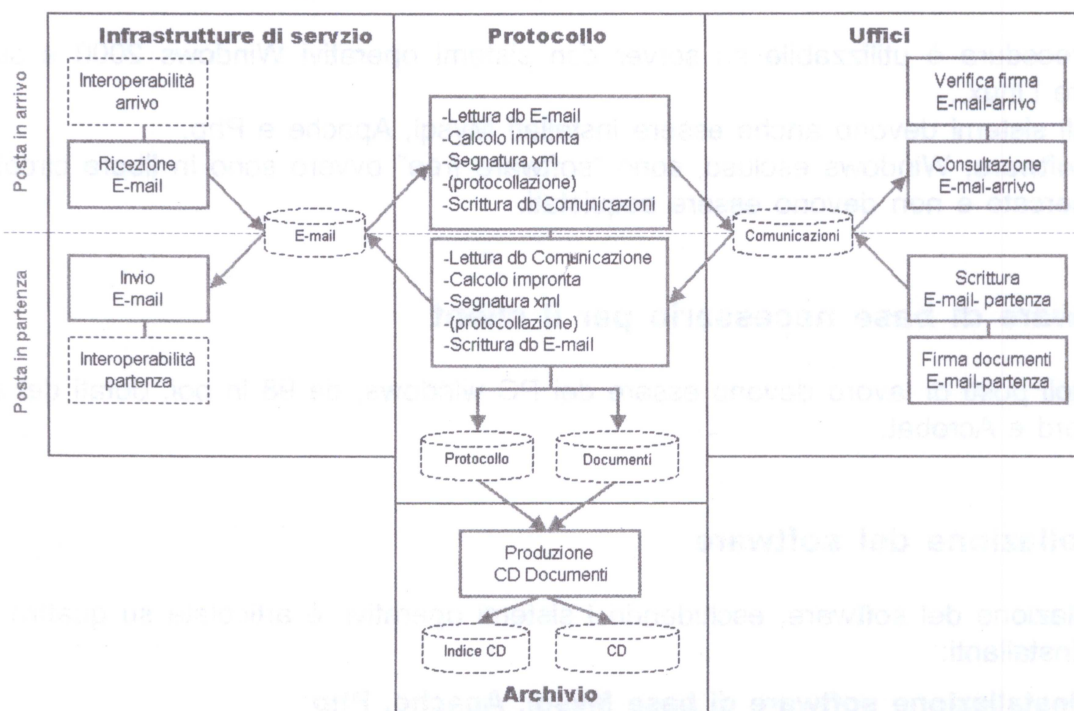 Infrastrutture di servzio
Protocollo
Uffici
Posta in arrivo
Interoperabilità
arrivo
Ricezione
E-mail
-Lettura db E-mail
-Calcolo impronta
-Segnatura xml
-(protocollazione)
-Scrittura db Comunicazioni
Verifica firma
E-mail-arrivo
Consultazione
E-mail-arrivo
E-mail
Comunicazioni
Posta in partenza
Invio
E-mail
Interoperabilità
partenza
-Lettura db Comunicazione
-Calcolo impronta
-Segnatura xml
-(protocollazione)
-Scrittura db E-mail
Scrittura
E-mail- partenza
Firma documenti
E-mail-partenza
Protocollo
Documenti
Produzione
CD Documenti
Indice CD
CD
Archivio